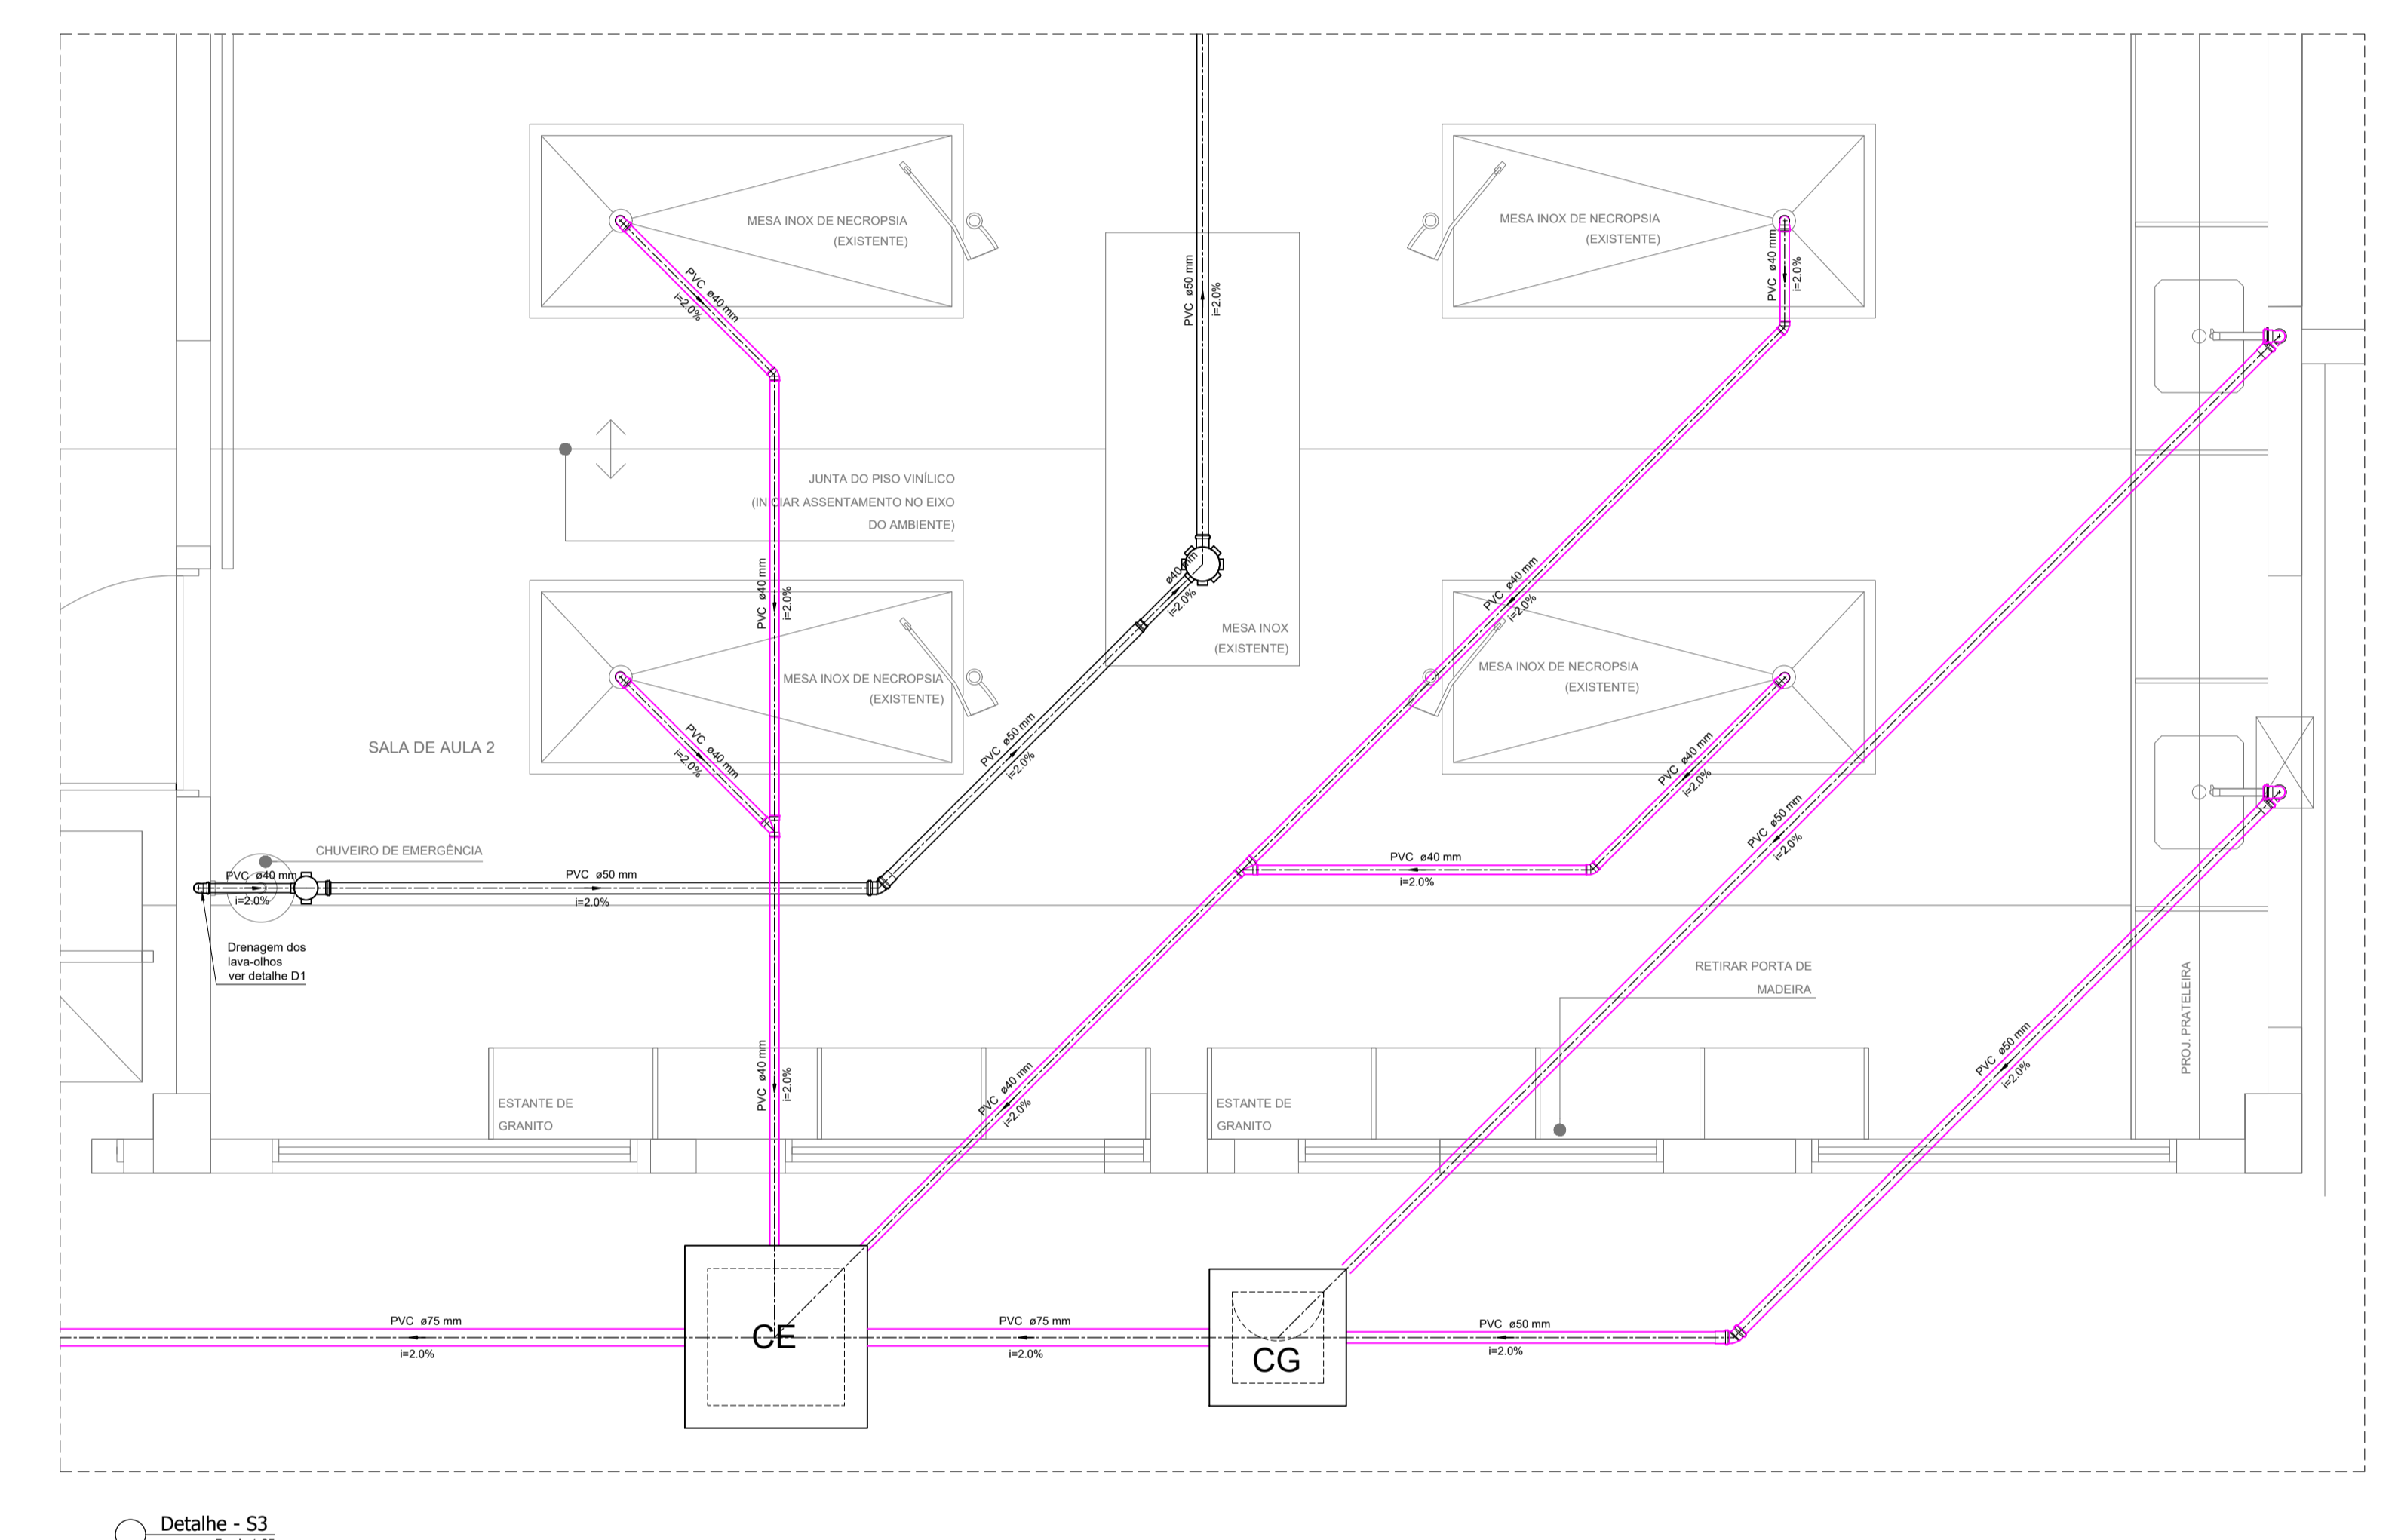 MESA INOX DE NECROPSIA
(EXISTENTE)
PVC ø40 mm
i=2.0%
PVC ø50 mm
i=2.0%
MESA INOX DE NECROPSIA
(EXISTENTE)
PVC ø40 mm
i=2.0%
JUNTA DO PISO VINÍLICO
(INICIAR ASSENTAMENTO NO EIXO
DO AMBIENTE)
PVC ø40 mm
i=2.0%
ø40 mm
i=2.0%
PVC ø40 mm
i=2.0%
MESA INOX
(EXISTENTE)
MESA INOX DE NECROPSIA
(EXISTENTE)
MESA INOX DE NECROPSIA
(EXISTENTE)
SALA DE AULA 2
PVC ø40 mm
i=2.0%
PVC ø50 mm
i=2.0%
PVC ø40 mm
i=2.0%
PVC ø50 mm
i=2.0%
CHUVEIRO DE EMERGÊNCIA
PVC ø40 mm
i=2.0%
PVC ø50 mm
i=2.0%
PVC ø40 mm
i=2.0%
Drenagem dos
lava-olhos
ver detalhe D1
RETIRAR PORTA DE
MADEIRA
PROJ. PRATELEIRA
PVC ø40 mm
i=2.0%
PVC ø40 mm
i=2.0%
PVC ø50 mm
i=2.0%
ESTANTE DE
GRANITO
ESTANTE DE
GRANITO
PVC ø75 mm
i=2.0%
CE
PVC ø75 mm
i=2.0%
CG
PVC ø50 mm
i=2.0%
Detalhe - S3